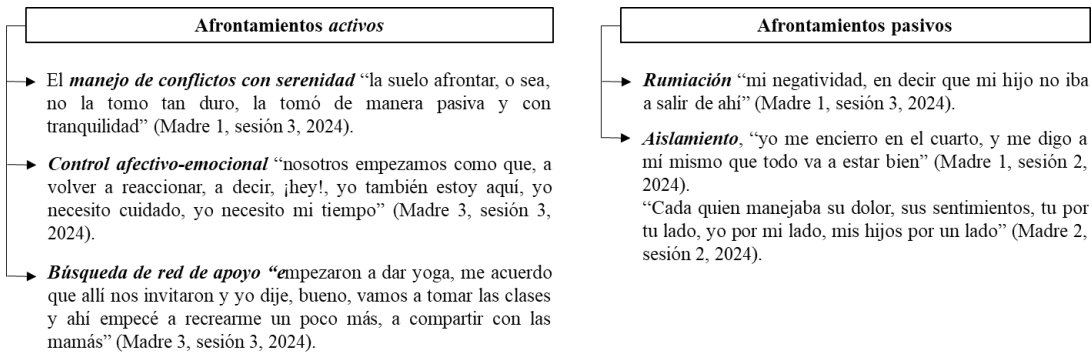 Afrontamientos activos
El manejo de conflictos con serenidad “la suelo afrontar, o sea,
no la tomo tan duro, la tomó de manera pasiva y con
tranquilidad” (Madre 1, sesión 3, 2024).
Control afectivo-emocional “nosotros empezamos como que, a
volver a reaccionar, a decir, ¡hey!, yo también estoy aquí, yo
necesito cuidado, yo necesito mi tiempo” (Madre 3, sesión 3,
2024).
Búsqueda de red de apoyo “empezaron a dar yoga, me acuerdo
que allí nos invitaron y yo dije, bueno, vamos a tomar las clases
y ahí empecé a recrearme un poco más, a compartir con las
mamás” (Madre 3, sesión 3, 2024).
Afrontamientos pasivos
Rumiación “mi negatividad, en decir que mi hijo no iba
a salir de ahí” (Madre 1, sesión 3, 2024).
Aislamiento, “yo me encierro en el cuarto, y me digo a
mí mismo que todo va a estar bien” (Madre 1, sesión 2,
2024).
“Cada quien manejaba su dolor, sus sentimientos, tu por
tu lado, yo por mi lado, mis hijos por un lado” (Madre 2,
sesión 2, 2024).